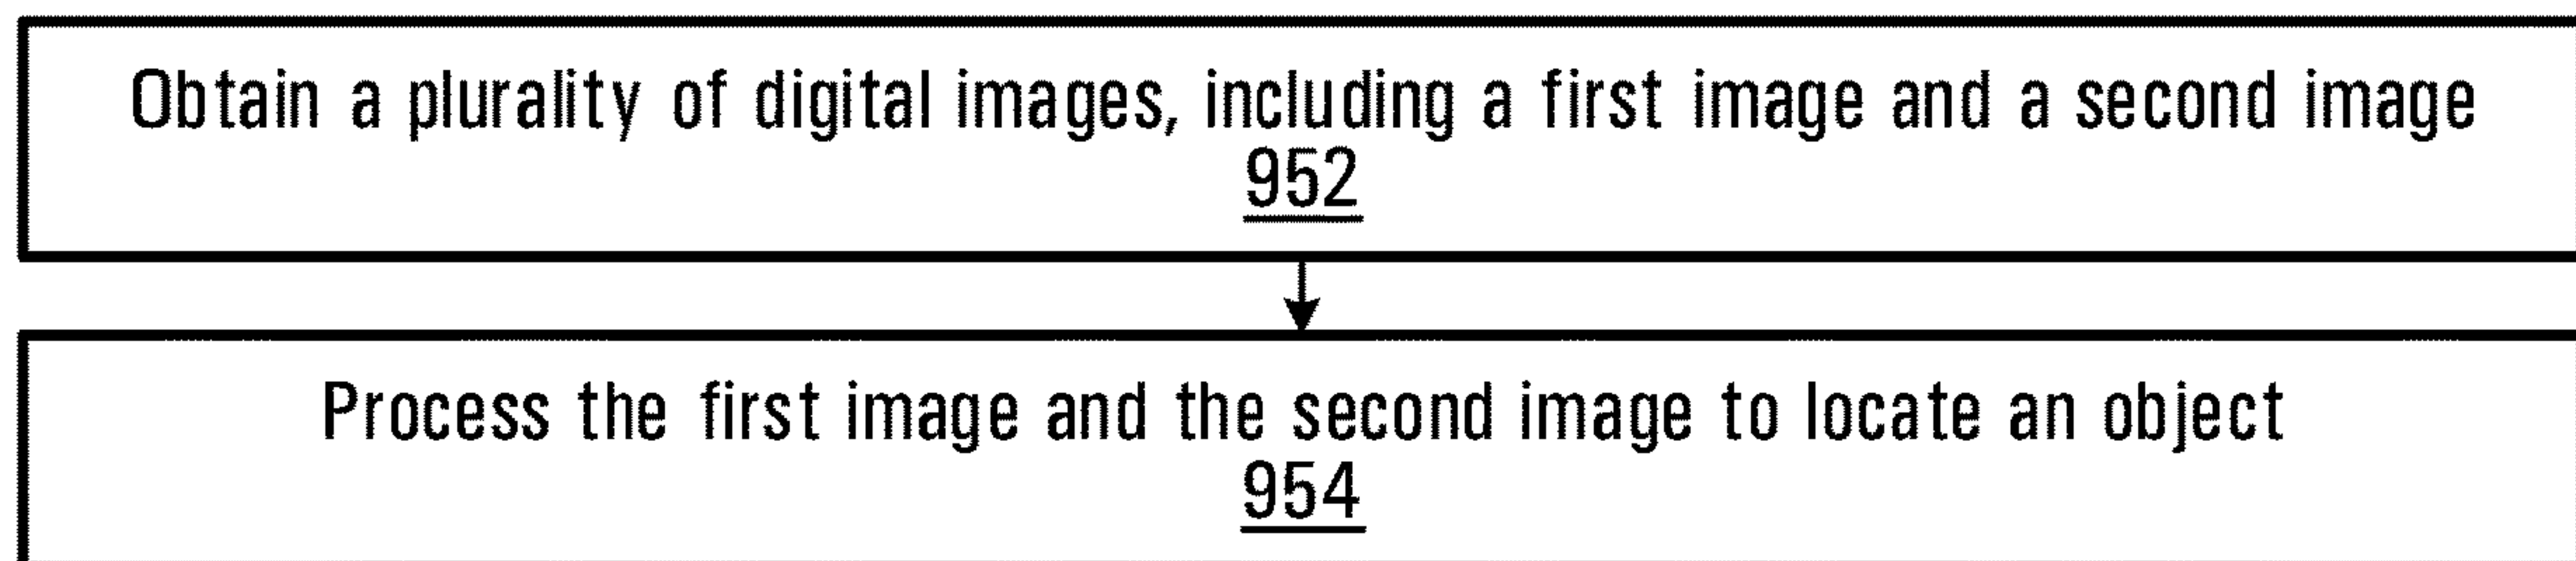 Obtain a plurality of digital images, including a first image and a second image
952
Process the first image and the second image to locate an object
954